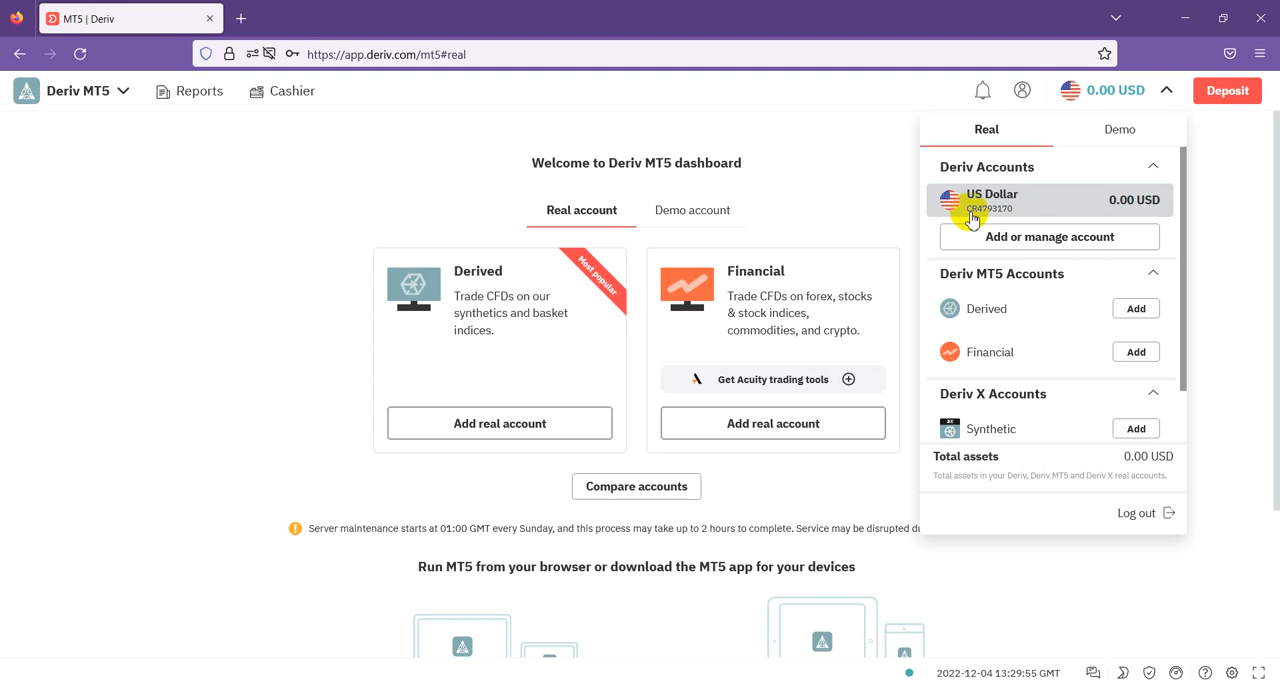 MT5 | Deriv
https://app.deriv.com/mt5#real
Deriv MT5
Reports
Cashier
0.00 USD
Deposit
Real
Demo
Deriv Accounts
US Dollar
CR4793170
0.00 USD
Add or manage account
Deriv MT5 Accounts
Derived
Add
Financial
Add
Deriv X Accounts
Synthetic
Add
Total assets
0.00 USD
Total assets in your Deriv, Deriv MT5 and Deriv X real accounts.
Log out
Welcome to Deriv MT5 dashboard
Real account
Demo account
Most popular
Derived
Trade CFDs on our
synthetics and basket
indices.
Add real account
Financial
Trade CFDs on forex, stocks
& stock indices,
commodities, and crypto.
Get Acuity trading tools
Add real account
Compare accounts
Server maintenance starts at 01:00 GMT every Sunday, and this process may take up to 2 hours to complete. Service may be disrupted
Run MT5 from your browser or download the MT5 app for your devices
2022-12-04 13:29:55 GMT